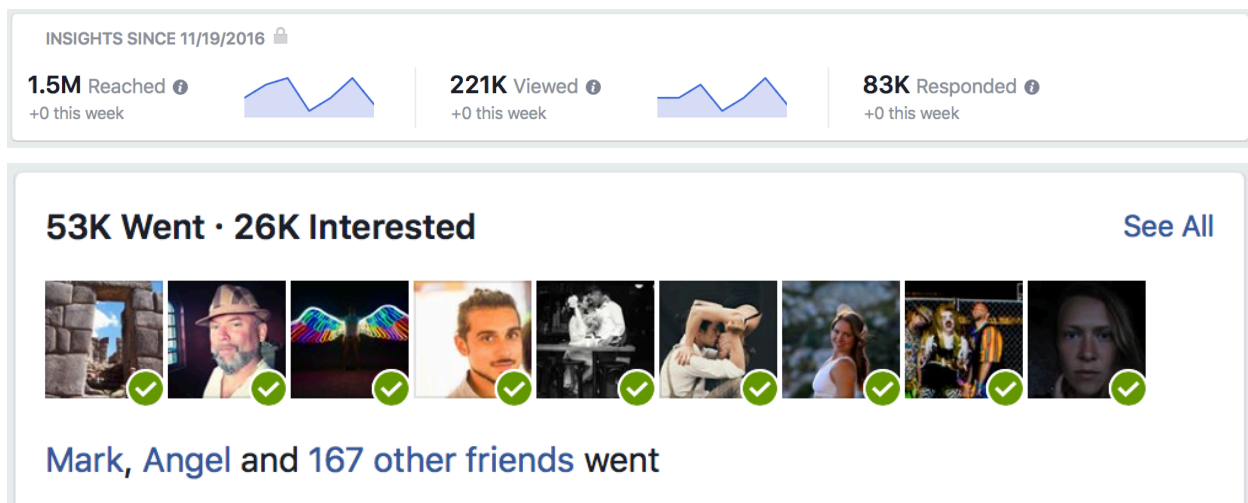 INSIGHTS SINCE 11/19/2016
1.5M Reached
+0 this week
221K Viewed
+0 this week
83K Responded
+0 this week
53K Went · 26K Interested
See All
Mark, Angel and 167 other friends went